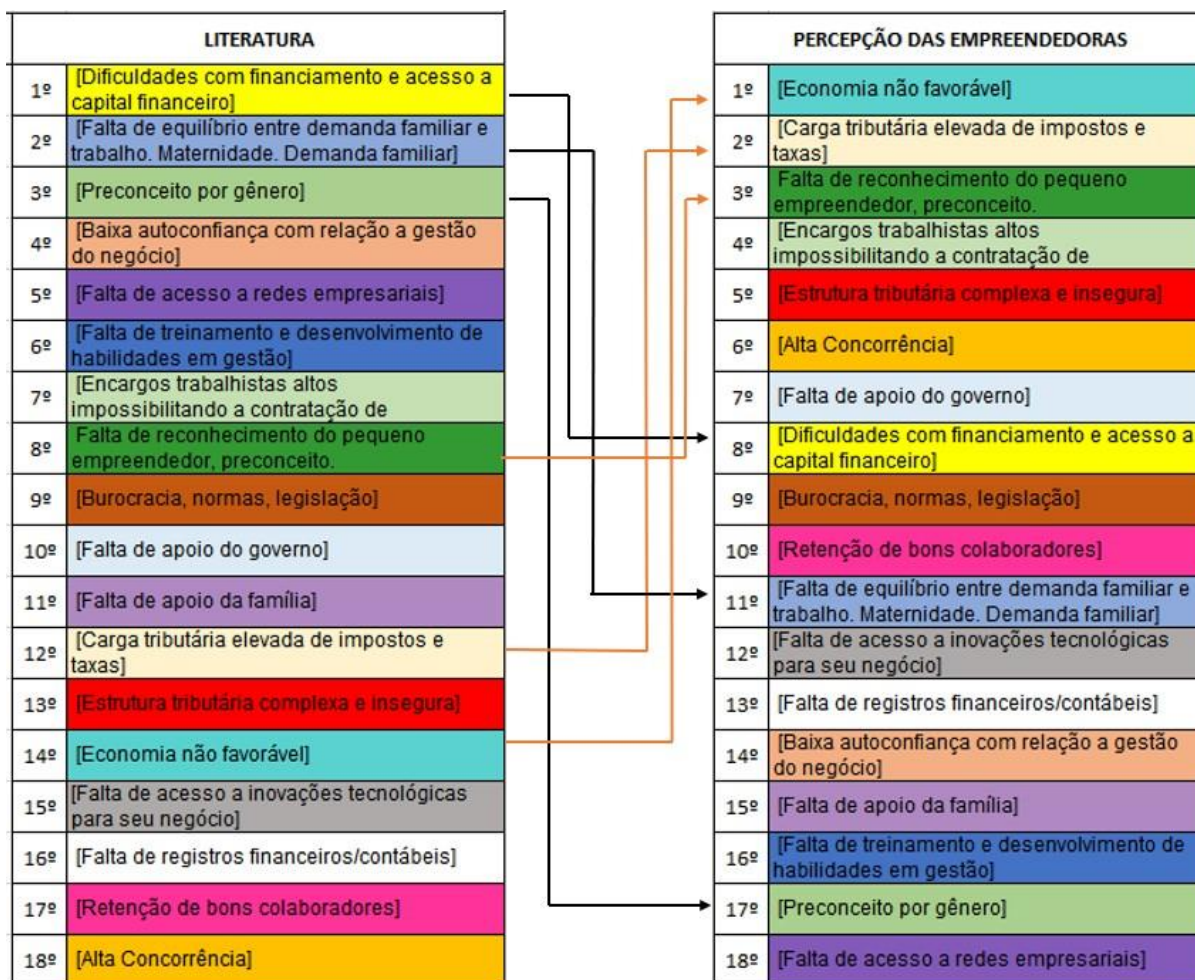 LITERATURA
1º [Dificuldades com financiamento e acesso a
capital financeiro]
2º [Falta de equilíbrio entre demanda familiar e
trabalho. Maternidade. Demanda familiar]
3º [Preconceito por gênero]
4º [Baixa autoconfiança com relação a gestão
do negócio]
5º [Falta de acesso a redes empresariais]
6º [Falta de treinamento e desenvolvimento de
habilidades em gestão]
7º [Encargos trabalhistas altos
impossibilitando a contratação de
8º Falta de reconhecimento do pequeno
empreendedor, preconceito.
9º [Burocracia, normas, legislação]
10º [Falta de apoio do governo]
11º [Falta de apoio da família]
12º [Carga tributária elevada de impostos e
taxas]
13º [Estrutura tributária complexa e insegura]
14º [Economia não favorável]
15º [Falta de acesso a inovações tecnológicas
para seu negócio]
16º [Falta de registros financeiros/contábeis]
17º [Retenção de bons colaboradores]
18º [Alta Concorrência]
PERCEPÇÃO DAS EMPREENDEDORAS
1º [Economia não favorável]
2º [Carga tributária elevada de impostos e
taxas]
3º Falta de reconhecimento do pequeno
empreendedor, preconceito.
4º [Encargos trabalhistas altos
impossibilitando a contratação de
5º [Estrutura tributária complexa e insegura]
6º [Alta Concorrência]
7º [Falta de apoio do governo]
8º [Dificuldades com financiamento e acesso a
capital financeiro]
9º [Burocracia, normas, legislação]
10º [Retenção de bons colaboradores]
11º [Falta de equilíbrio entre demanda familiar e
trabalho. Maternidade. Demanda familiar]
12º [Falta de acesso a inovações tecnológicas
para seu negócio]
13º [Falta de registros financeiros/contábeis]
14º [Baixa autoconfiança com relação a gestão
do negócio]
15º [Falta de apoio da família]
16º [Falta de treinamento e desenvolvimento de
habilidades em gestão]
17º [Preconceito por gênero]
18º [Falta de acesso a redes empresariais]